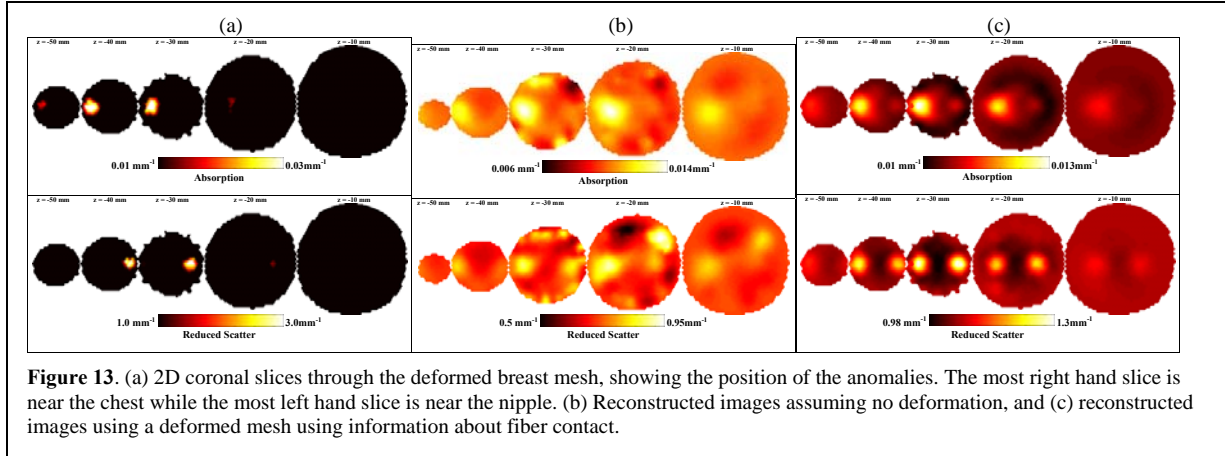 (a) (b) (c)
z = -50 mm z = -40 mm z = -30 mm z = -20 mm z = -10 mm
z = -50 mm z = -40 mm z = -30 mm z = -20 mm z = -10 mm
z = -50 mm z = -40 mm z = -30 mm z = -20 mm z = -10 mm
0.01 mm⁻¹ 0.03mm⁻¹
Absorption
0.006 mm⁻¹ 0.014mm⁻¹
Absorption
0.01 mm⁻¹ 0.013mm⁻¹
Absorption
z = -50 mm z = -40 mm z = -30 mm z = -20 mm z = -10 mm
z = -50 mm z = -40 mm z = -30 mm z = -20 mm z = -10 mm
z = -50 mm z = -40 mm z = -30 mm z = -20 mm z = -10 mm
1.0 mm⁻¹ 3.0mm⁻¹
Reduced Scatter
0.5 mm⁻¹ 0.95mm⁻¹
Reduced Scatter
0.98 mm⁻¹ 1.3mm⁻¹
Reduced Scatter
Figure 13. (a) 2D coronal slices through the deformed breast mesh, showing the position of the anomalies. The most right hand slice is
near the chest while the most left hand slice is near the nipple. (b) Reconstructed images assuming no deformation, and (c) reconstructed
images using a deformed mesh using information about fiber contact.